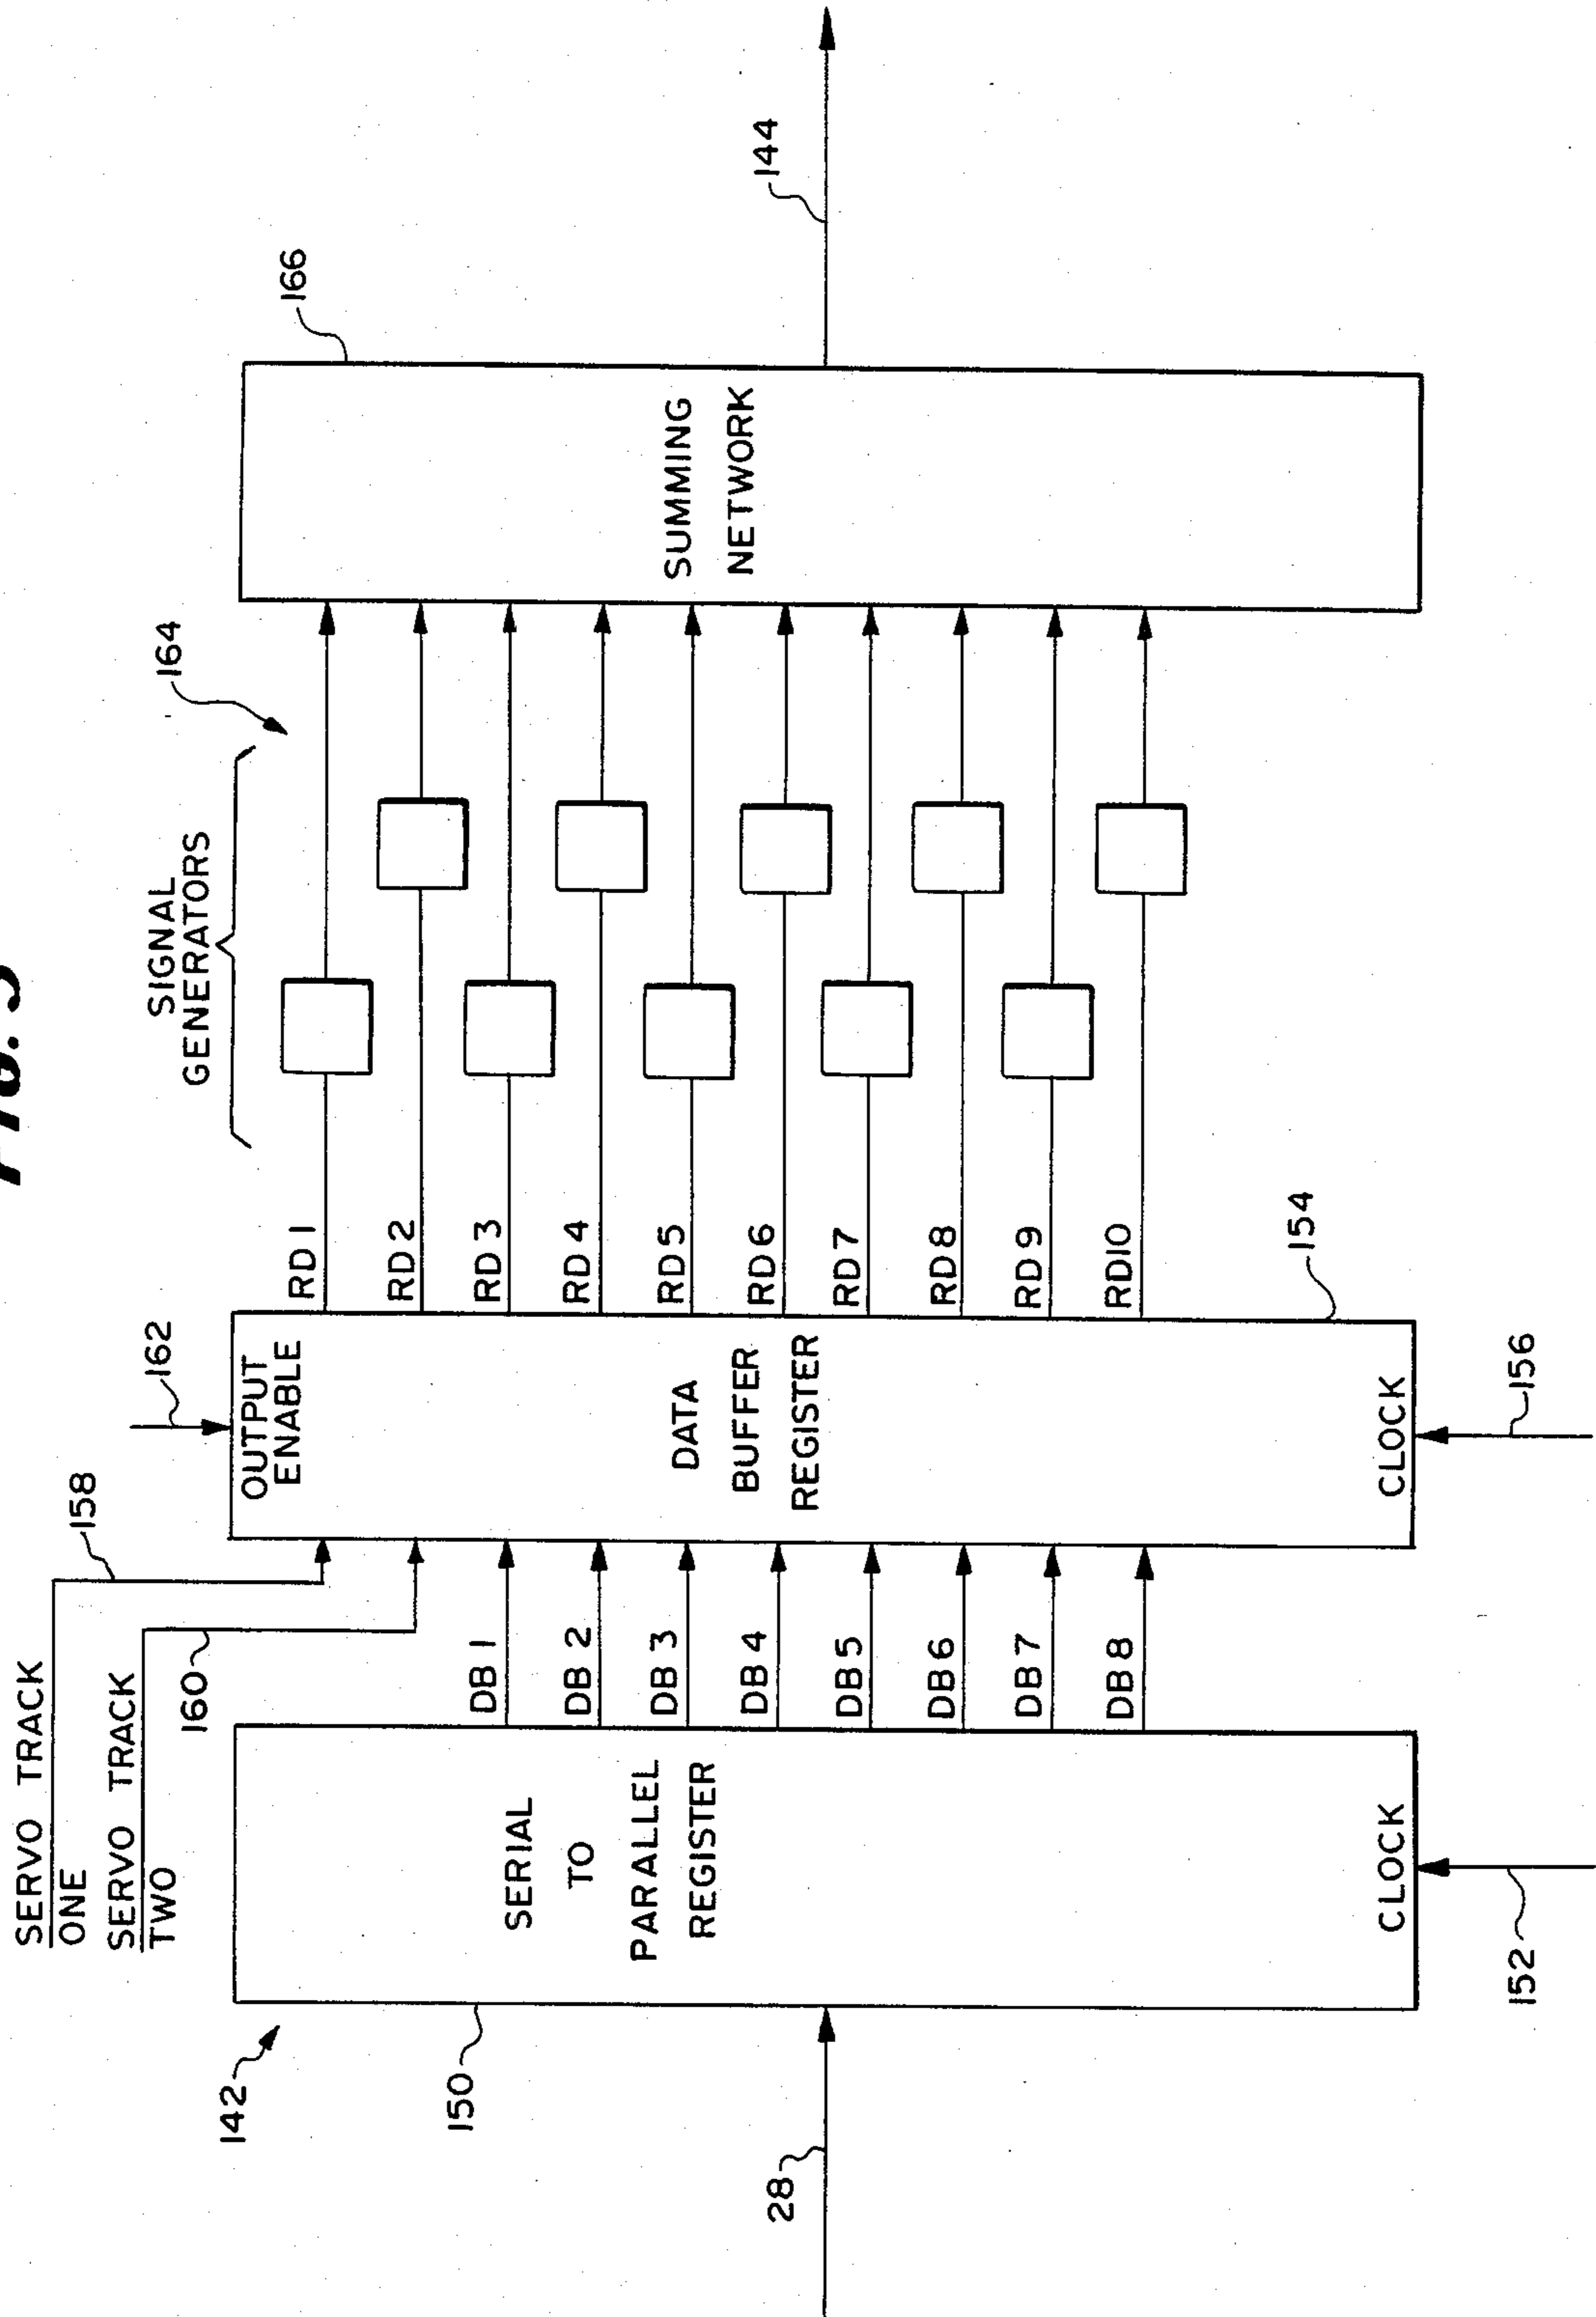 FIG.
SERVO TRACK
ONE
SERVO TRACK
TWO
158
160
162
SIGNAL
GENERATORS
164
166
142
150
28
SERIAL
TO
PARALLEL
REGISTER
CLOCK
152
DB 1
DB 2
DB 3
DB 4
DB 5
DB 6
DB 7
DB 8
OUTPUT
ENABLE
DATA
BUFFER
REGISTER
CLOCK
156
154
RD 1
RD 2
RD 3
RD 4
RD 5
RD 6
RD 7
RD 8
RD 9
RD10
SUMMING
NETWORK
144